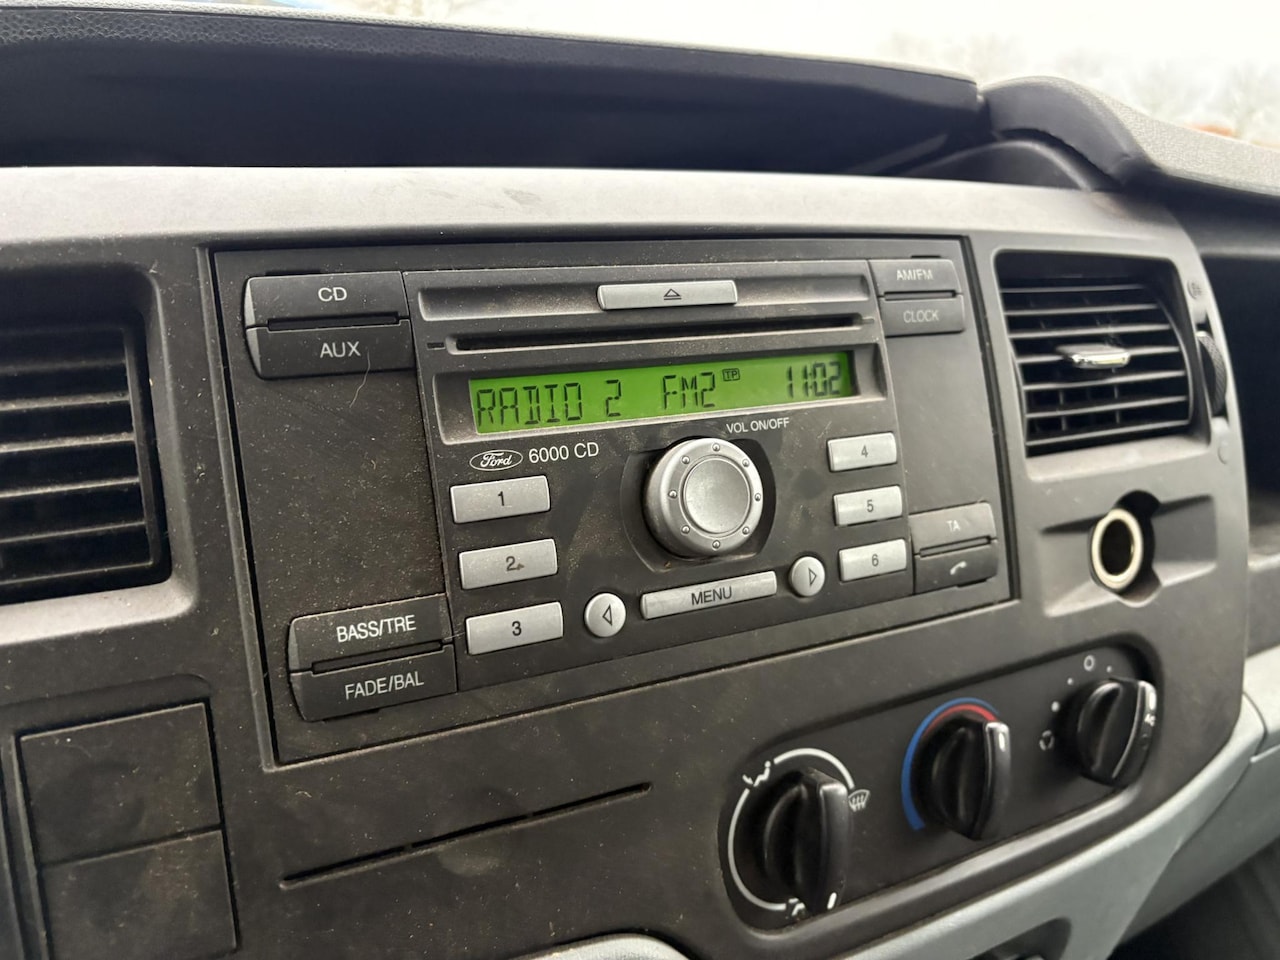 CD
AUX
AM/FM
CLOCK
RADIO 2 FM2 TP 11:02
VOL ON/OFF
Ford 6000 CD
1
2
3
4
5
6
MENU
TA
BASS/TRE
FADE/BAL